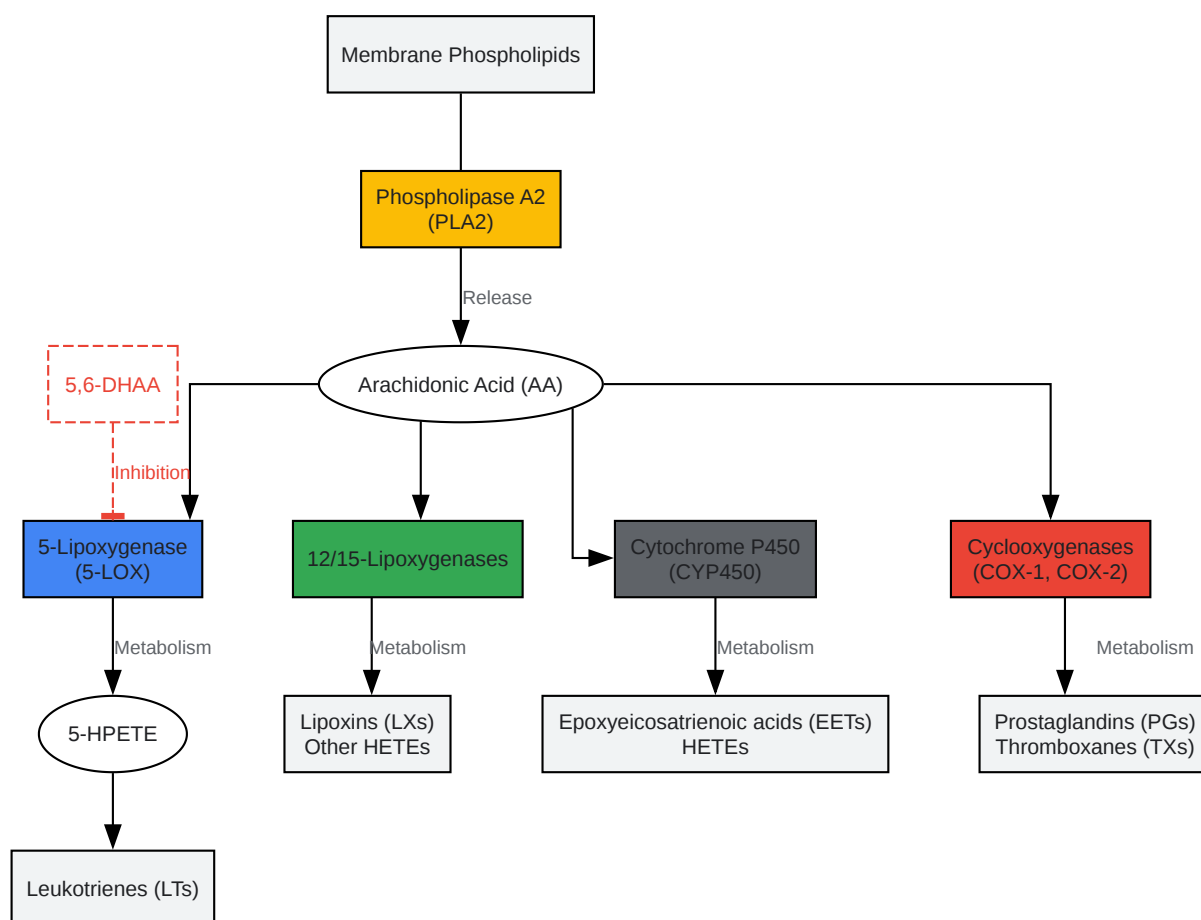 Membrane Phospholipids
Phospholipase A2
(PLA2)
Release
5,6-DHAA
Arachidonic Acid (AA)
Inhibition
5-Lipoxygenase
(5-LOX)
12/15-Lipoxygenases
Cytochrome P450
(CYP450)
Cyclooxygenases
(COX-1, COX-2)
Metabolism
Metabolism
Metabolism
Metabolism
5-HPETE
Lipoxins (LXs)
Other HETEs
Epoxyeicosatrienoic acids (EETs)
HETEs
Prostaglandins (PGs)
Thromboxanes (TXs)
Leukotrienes (LTs)